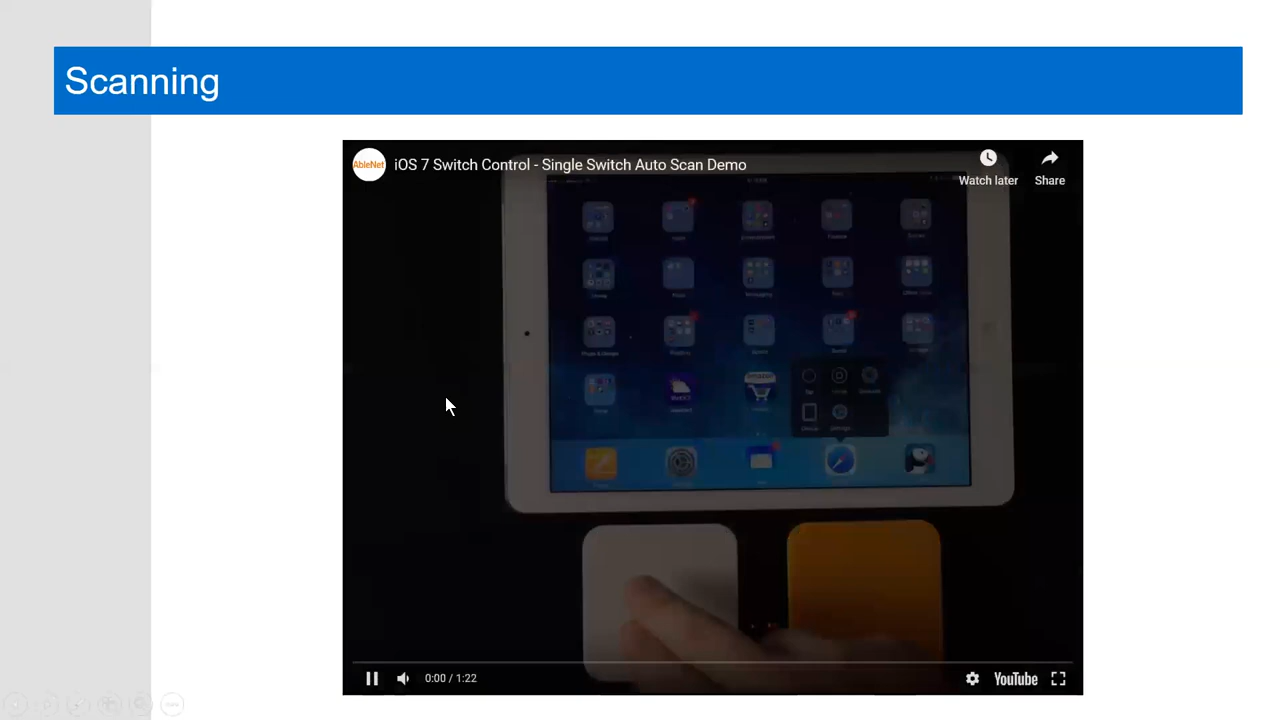 Scanning
AbleNet iOS 7 Switch Control - Single Switch Auto Scan Demo
Watch later
Share
0:00 / 1:22
YouTube